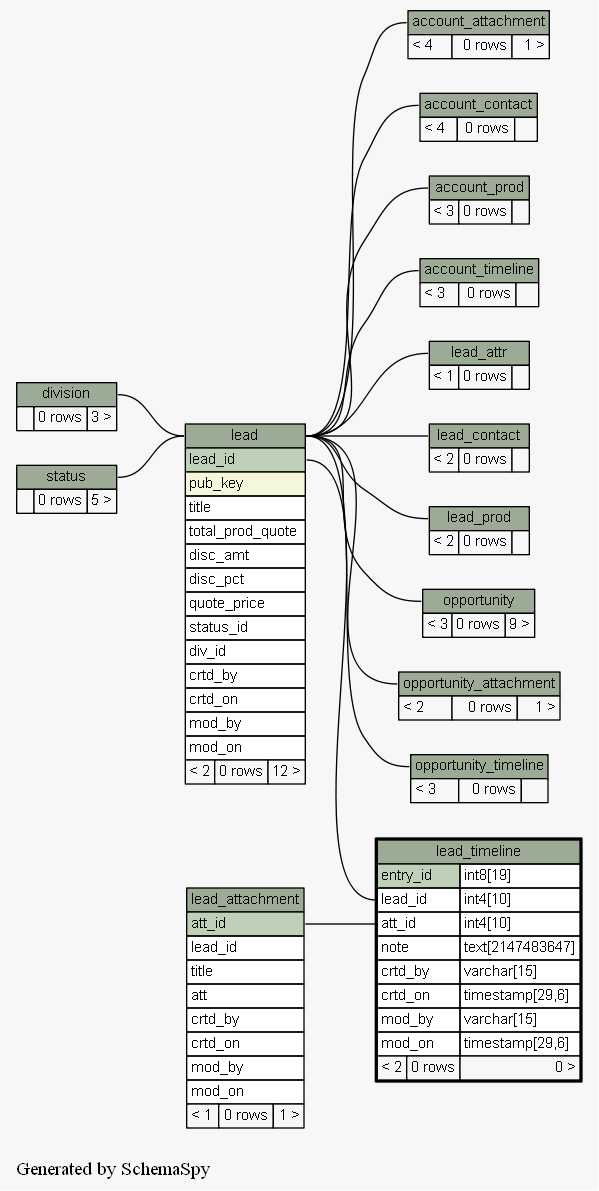 account_attachment
< 4 0 rows 1 >
account_contact
< 4 0 rows
account_prod
< 3 0 rows
account_timeline
< 3 0 rows
lead_attr
< 1 0 rows
lead_contact
< 2 0 rows
lead_prod
< 2 0 rows
opportunity
< 3 0 rows 9 >
opportunity_attachment
< 2 0 rows 1 >
opportunity_timeline
< 3 0 rows
division
0 rows 3 >
status
0 rows 5 >
lead
lead_id
pub_key
title
total_prod_quote
disc_amt
disc_pct
quote_price
status_id
div_id
crtd_by
crtd_on
mod_by
mod_on
< 2 0 rows 12 >
lead_timeline
entry_id int8[19]
lead_id int4[10]
att_id int4[10]
note text[2147483647]
crtd_by varchar[15]
crtd_on timestamp[29,6]
mod_by varchar[15]
mod_on timestamp[29,6]
< 2 0 rows 0 >
lead_attachment
att_id
lead_id
title
att
crtd_by
crtd_on
mod_by
mod_on
< 1 0 rows 1 >
Generated by SchemaSpy